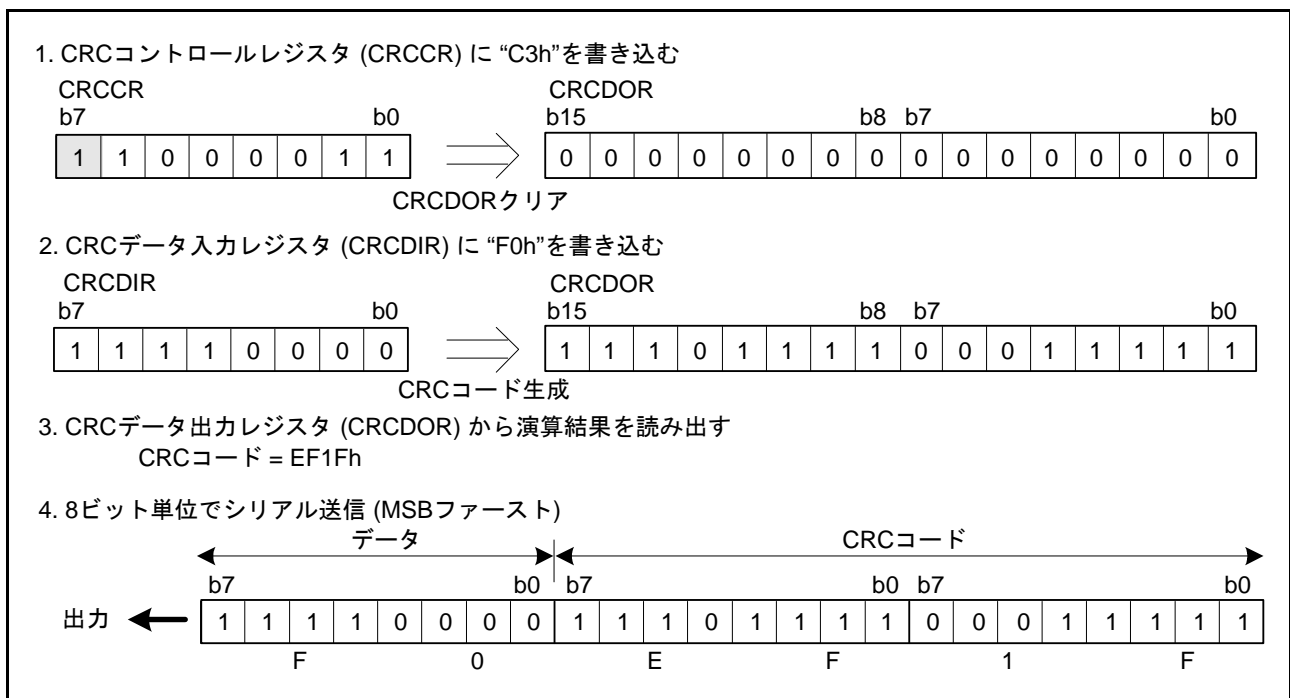 1. CRCコントロールレジスタ (CRCCR) に “C3h”を書き込む
CRCCR CRCDOR
b7 b0 b15 b8 b7 b0
1 1 0 0 0 0 1 1 0 0 0 0 0 0 0 0 0 0 0 0 0 0 0 0
CRCDORクリア
2. CRCデータ入力レジスタ (CRCDIR) に “F0h”を書き込む
CRCDIR CRCDOR
b7 b0 b15 b8 b7 b0
1 1 1 1 0 0 0 0 1 1 1 0 1 1 1 1 0 0 0 1 1 1 1 1
CRCコード生成
3. CRCデータ出力レジスタ (CRCDOR) から演算結果を読み出す
CRCコード = EF1Fh
4. 8ビット単位でシリアル送信 (MSBファースト)
データ CRCコード
b7 b0 b7 b0 b7 b0
出力 1 1 1 1 0 0 0 0 1 1 1 0 1 1 1 1 0 0 0 1 1 1 1 1
F 0 E F 1 F